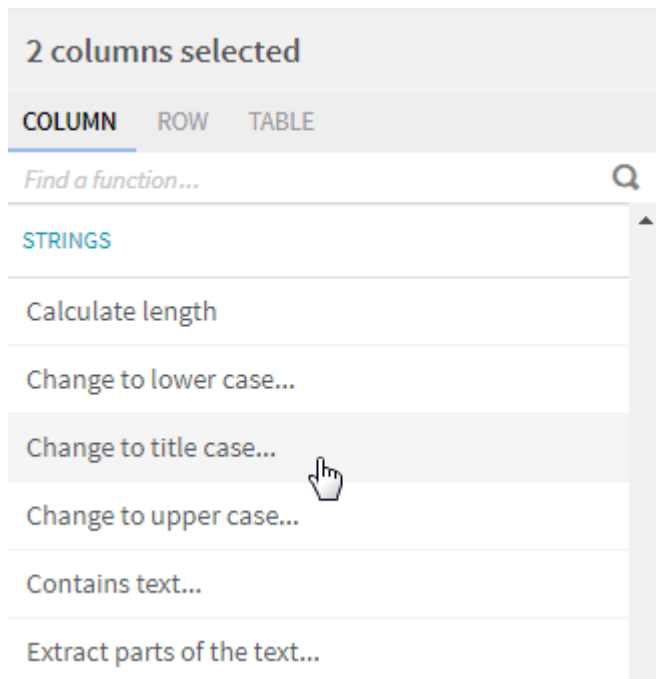 2 columns selected
COLUMN ROW TABLE
Find a function...
STRINGS
Calculate length
Change to lower case...
Change to title case...
Change to upper case...
Contains text...
Extract parts of the text...